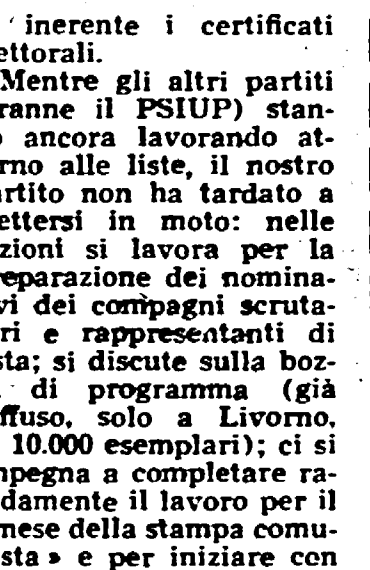 inerente i certificati
ettorali.
Mentre gli altri partiti
ranne il PSIUP) stan-
o ancora lavorando at-
rno alle liste, il nostro
artito non ha tardato a
ettersi in moto: nelle
zioni si lavora per la
reparazione dei nomina-
vi dei compagni scruta-
ri e rappresentanti di
sta; si discute sulla boz-
di programma (già
ffuso, solo a Livorno,
10.000 esemplari); ci si
npegna a completare ra-
damente il lavoro per il
mese della stampa comu-
sta » e per iniziare con